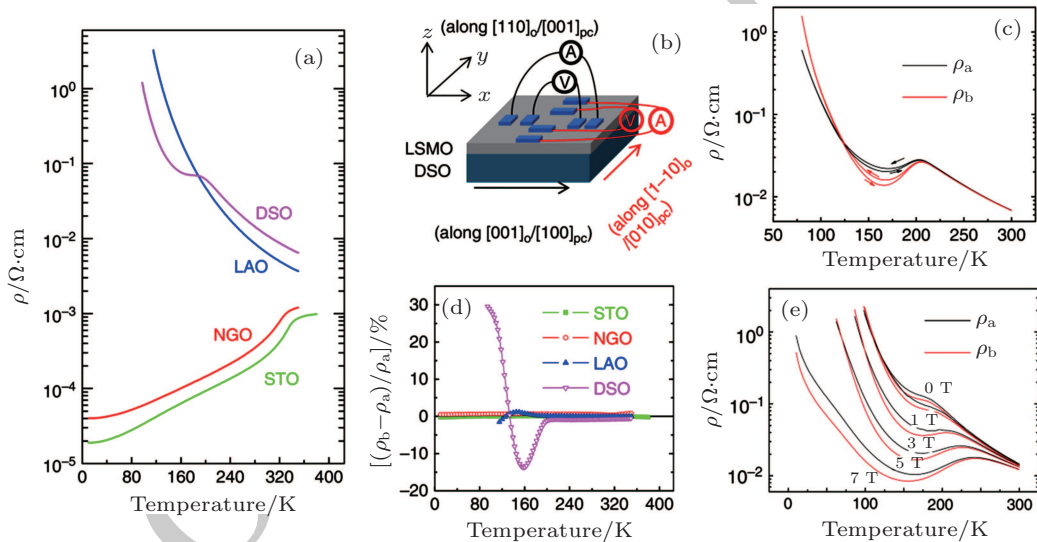 (a)
ρ/Ω·cm
10⁰
10⁻¹
10⁻²
10⁻³
10⁻⁴
10⁻⁵
DSO
LAO
NGO
STO
0 80 160 240 320 400
Temperature/K
(b)
(along [110]ₒ/[001]pc)
z
y
x
A
V
V
A
LSMO
DSO
(along [001]ₒ/[100]pc)
(along [1−10]ₒ
/[010]pc)
(c)
ρ/Ω·cm
10⁰
10⁻¹
10⁻²
ρa
ρb
50 100 150 200 250 300
Temperature/K
(d)
[(ρb−ρa)/ρa]/%
30
20
10
0
−10
−20
STO
NGO
LAO
DSO
0 80 160 240 320 400
Temperature/K
(e)
ρ/Ω·cm
10⁰
10⁻¹
10⁻²
ρa
ρb
0 T
1 T
3 T
5 T
7 T
0 50 100 150 200 250 300
Temperature/K